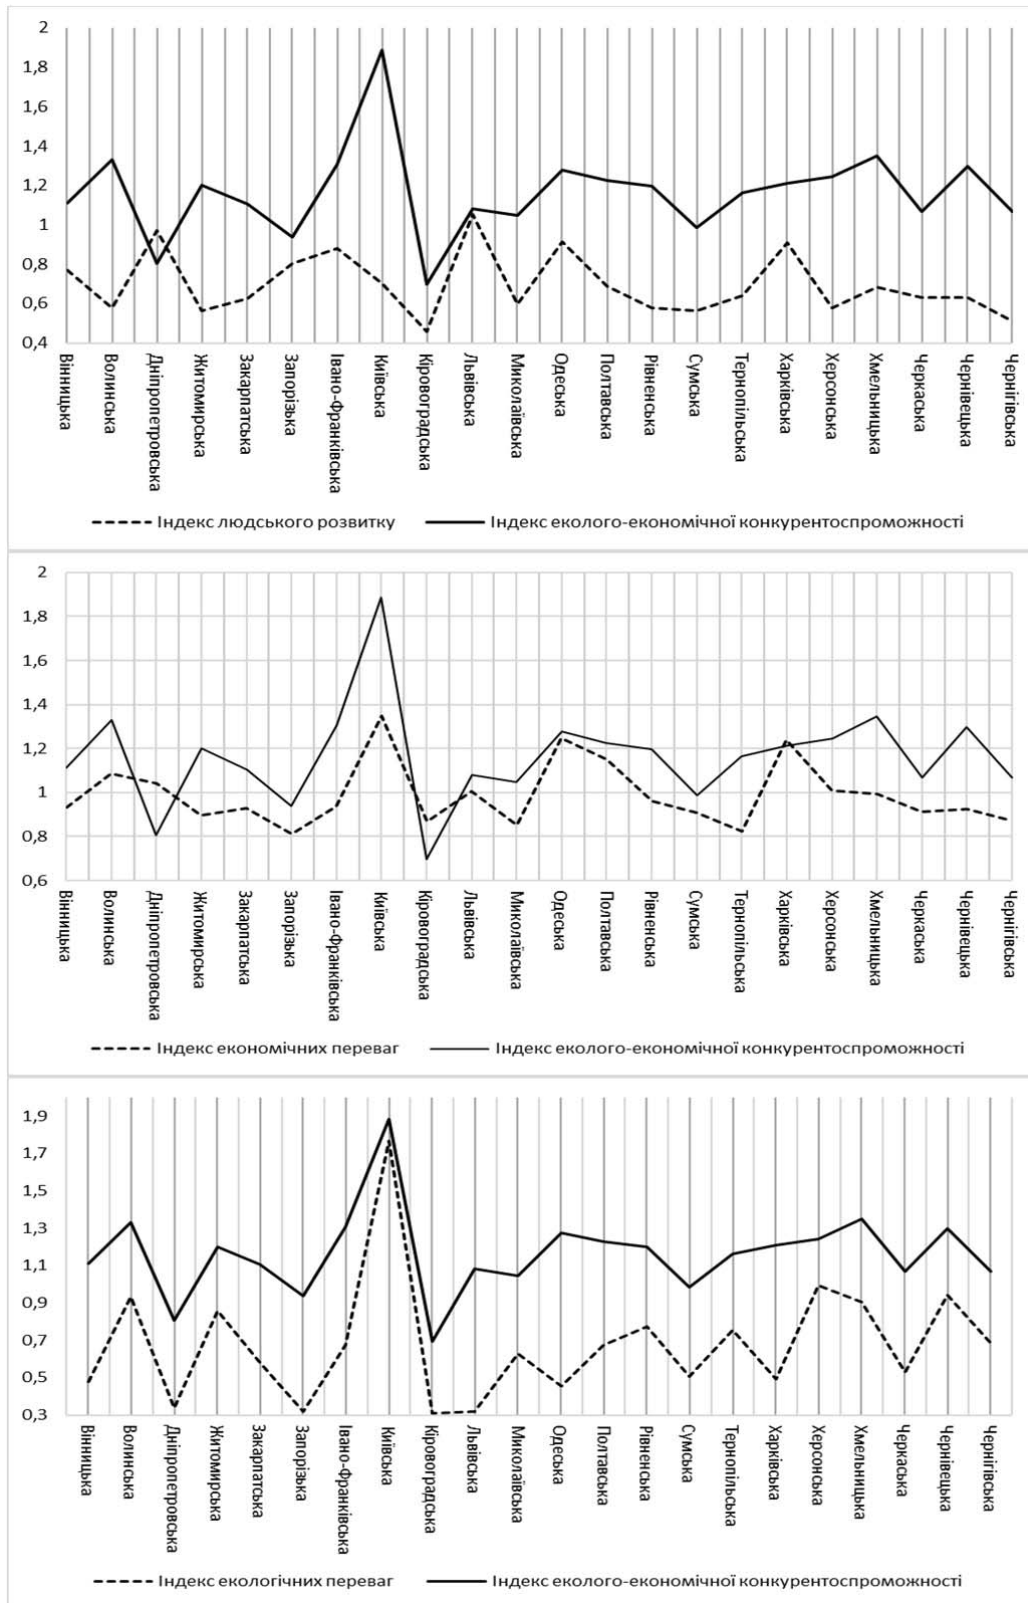 2
1,8
1,6
1,4
1,2
1
0,8
0,6
0,4
Вінницька
Волинська
Дніпропетровська
Житомирська
Закарпатська
Запорізька
Івано-Франківська
Київська
Кіровоградська
Львівська
Миколаївська
Одеська
Полтавська
Рівненська
Сумська
Тернопільська
Харківська
Херсонська
Хмельницька
Черкаська
Чернівецька
Чернігівська
Індекс людського розвитку Індекс еколого-економічної конкурентоспроможності
2
1,8
1,6
1,4
1,2
1
0,8
0,6
Вінницька
Волинська
Дніпропетровська
Житомирська
Закарпатська
Запорізька
Івано-Франківська
Київська
Кіровоградська
Львівська
Миколаївська
Одеська
Полтавська
Рівненська
Сумська
Тернопільська
Харківська
Херсонська
Хмельницька
Черкаська
Чернівецька
Чернігівська
Індекс економічних переваг Індекс еколого-економічної конкурентоспроможності
1,9
1,7
1,5
1,3
1,1
0,9
0,7
0,5
0,3
Вінницька
Волинська
Дніпропетровська
Житомирська
Закарпатська
Запорізька
Івано-Франківська
Київська
Кіровоградська
Львівська
Миколаївська
Одеська
Полтавська
Рівненська
Сумська
Тернопільська
Харківська
Херсонська
Хмельницька
Черкаська
Чернівецька
Чернігівська
Індекс екологічних переваг Індекс еколого-економічної конкурентоспроможності